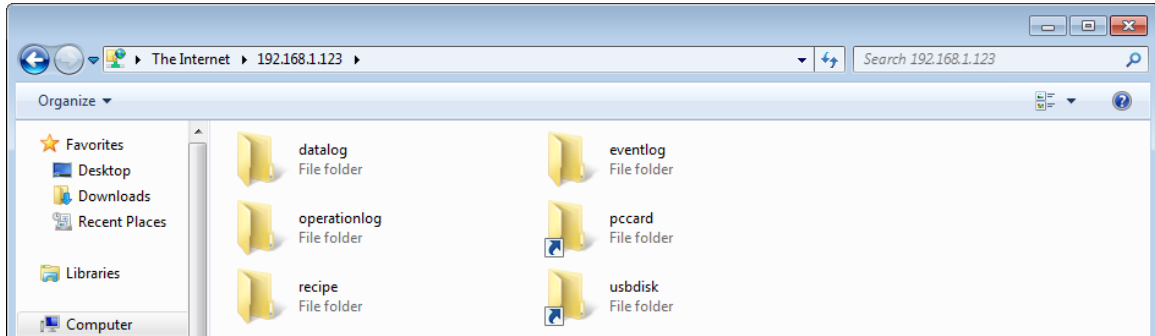 The Internet 192.168.1.123
Search 192.168.1.123
Organize
Favorites
Desktop
Downloads
Recent Places
Libraries
Computer
datalog
File folder
eventlog
File folder
operationlog
File folder
pccard
File folder
recipe
File folder
usbdisk
File folder